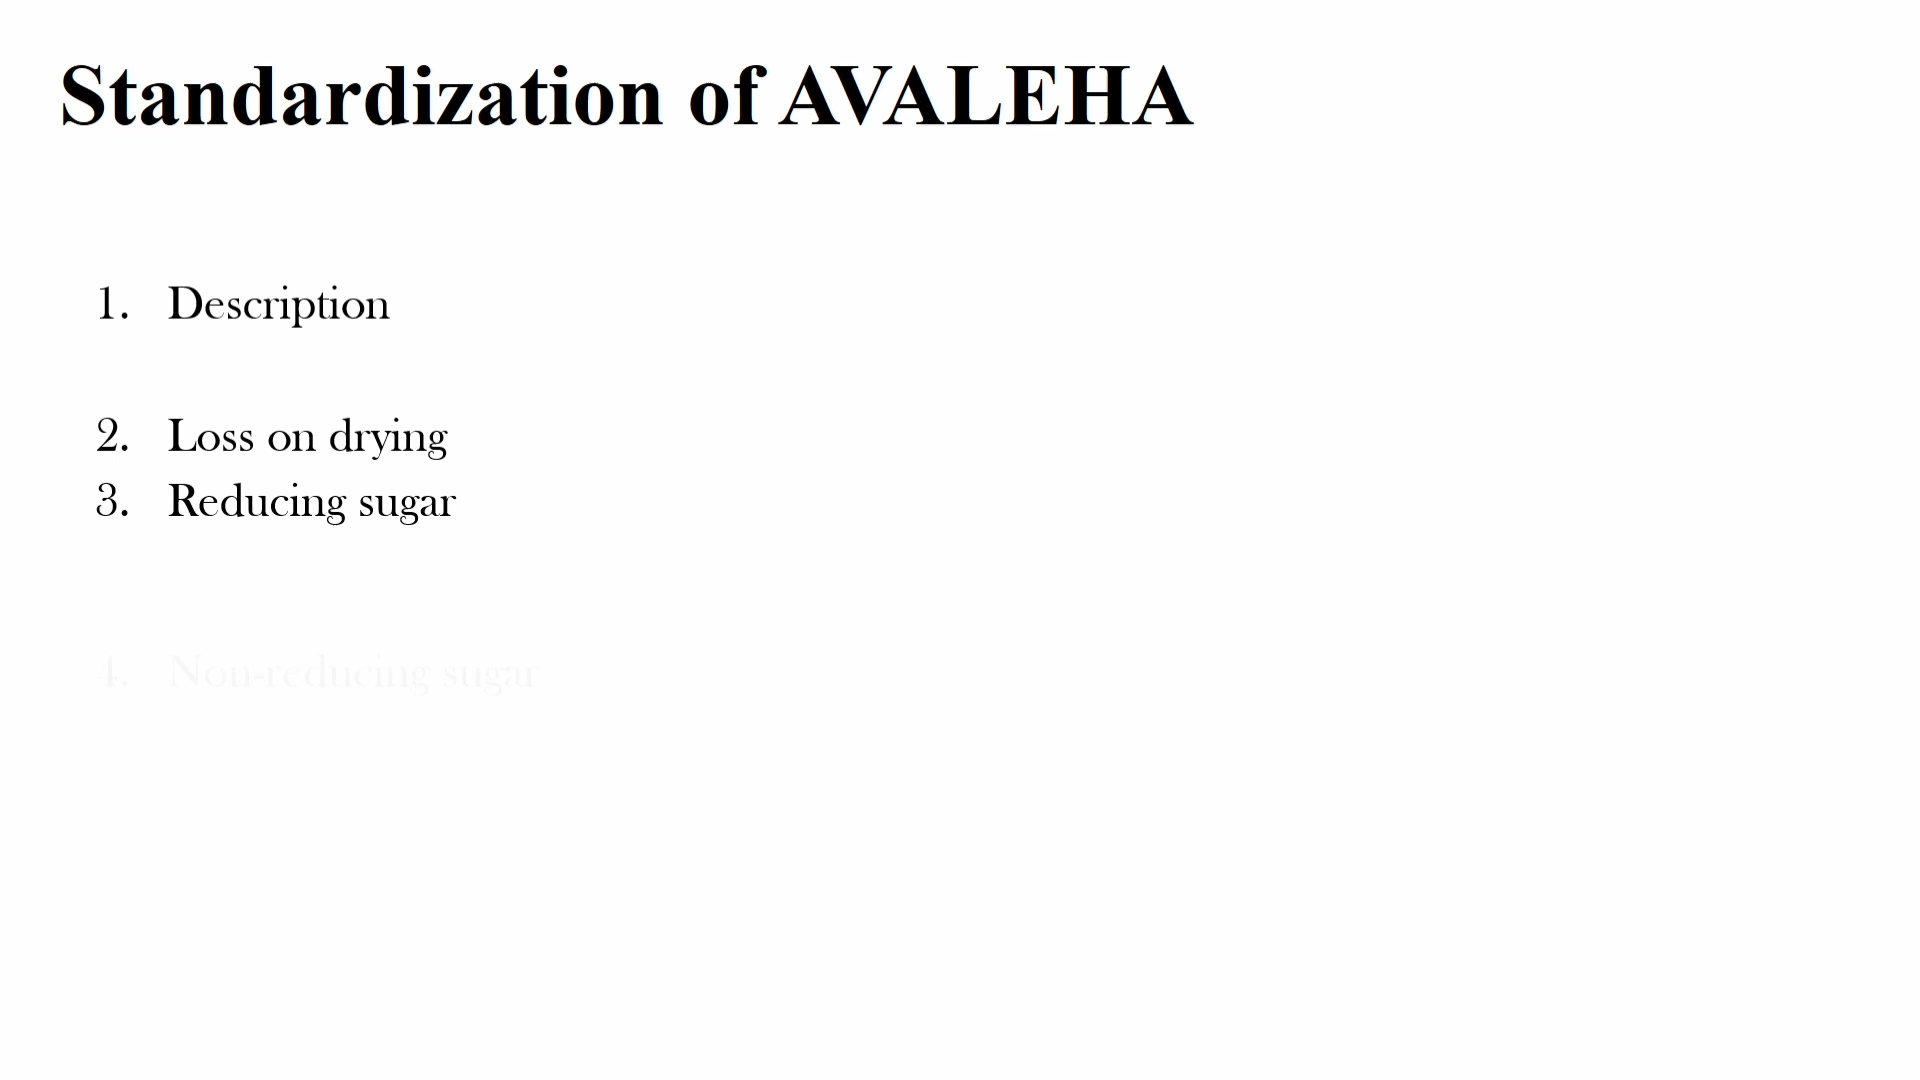 Standardization of AVALEHA
1. Description
2. Loss on drying
3. Reducing sugar
4. Non-reducing sugar